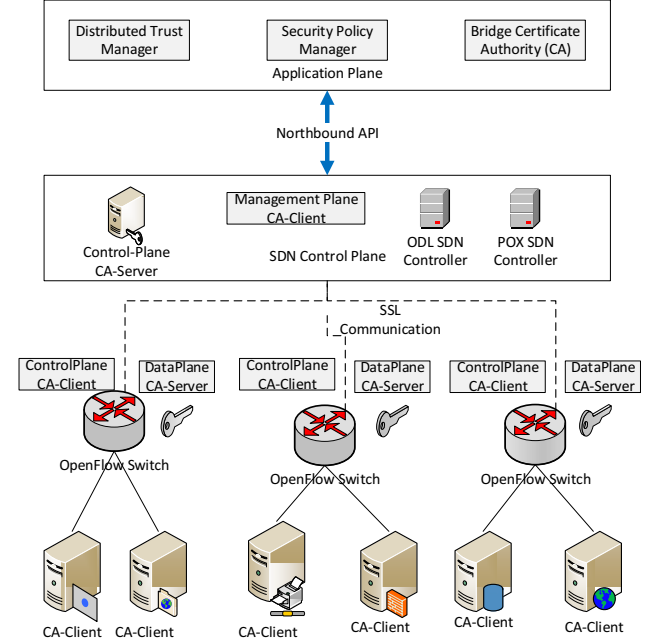 Distributed Trust
Manager
Security Policy
Manager
Bridge Certificate
Authority (CA)
Application Plane
Northbound API
Management Plane
CA-Client
Control-Plane
CA-Server
SDN Control Plane
ODL SDN
Controller
POX SDN
Controller
SSL
Communication
ControlPlane
CA-Client
DataPlane
CA-Server
ControlPlane
CA-Client
DataPlane
CA-Server
ControlPlane
CA-Client
DataPlane
CA-Server
OpenFlow Switch
OpenFlow Switch
OpenFlow Switch
CA-Client
CA-Client
CA-Client
CA-Client
CA-Client
CA-Client